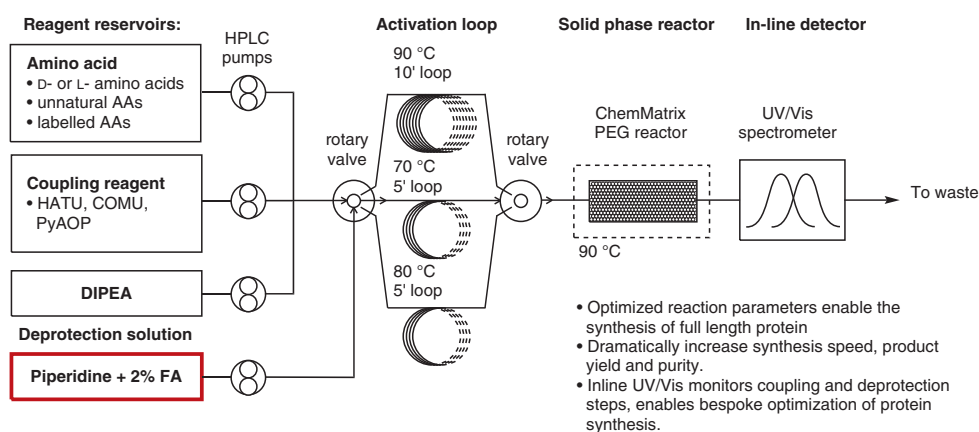 Reagent reservoirs:
HPLC
pumps
Amino acid
• D- or L- amino acids
• unnatural AAs
• labelled AAs
Coupling reagent
• HATU, COMU,
PyAOP
DIPEA
Deprotection solution
Piperidine + 2% FA
rotary
valve
Activation loop
90 °C
10' loop
70 °C
5' loop
80 °C
5' loop
rotary
valve
Solid phase reactor
ChemMatrix
PEG reactor
90 °C
In-line detector
UV/Vis
spectrometer
To waste
• Optimized reaction parameters enable the
synthesis of full length protein
• Dramatically increase synthesis speed, product
yield and purity.
• Inline UV/Vis monitors coupling and deprotection
steps, enables bespoke optimization of protein
synthesis.